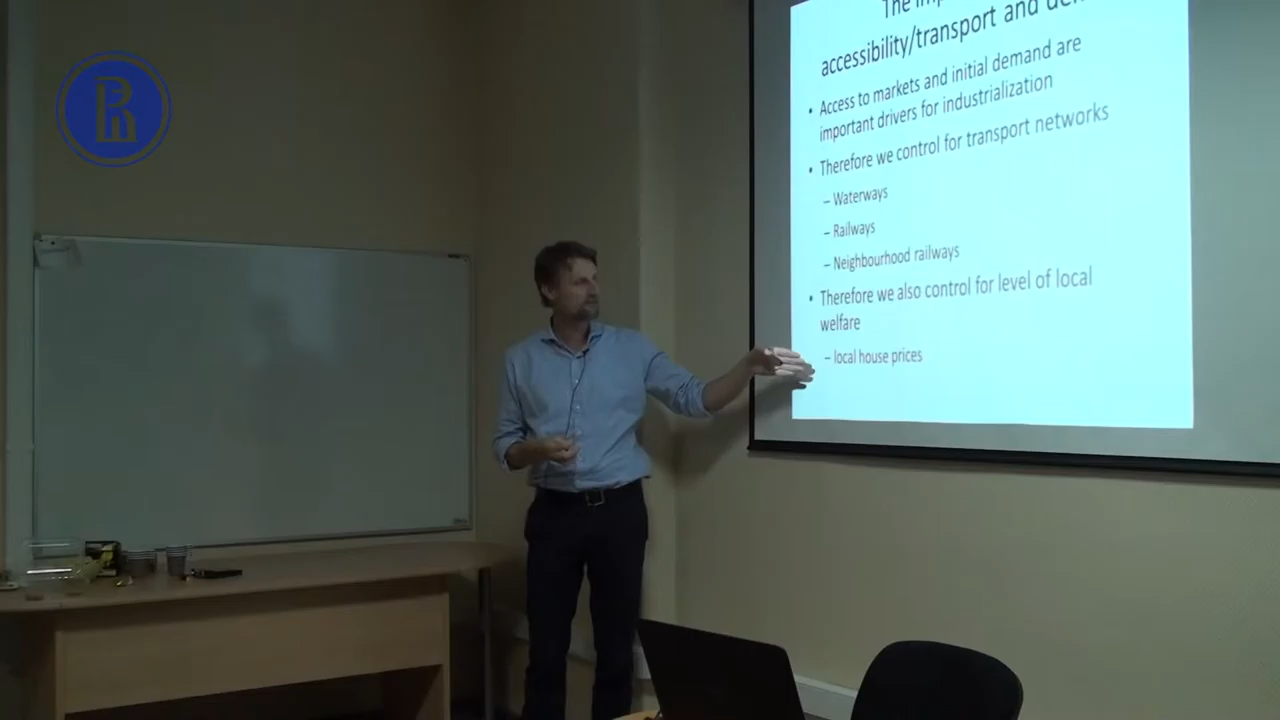 The
accessibility/transport and
• Access to markets and initial demand are
important drivers for industrialization
• Therefore we control for transport networks
– Waterways
– Railways
– Neighbourhood railways
• Therefore we also control for level of local
welfare
– local house prices